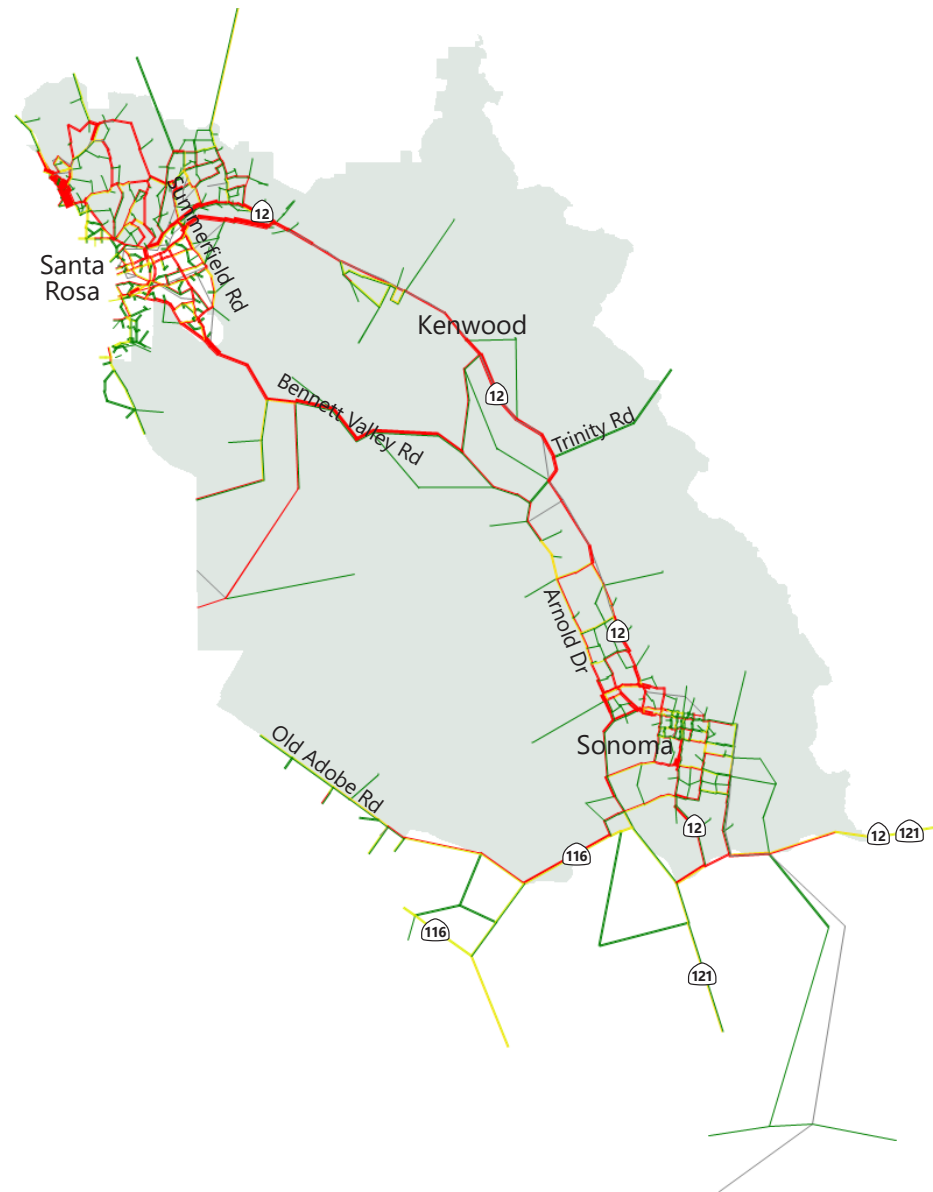 12
Summerfield Rd
Santa
Rosa
Kenwood
12
Bennett Valley Rd
Trinity Rd
Arnold Dr
12
Sonoma
Old Adobe Rd
12
12
121
116
116
121